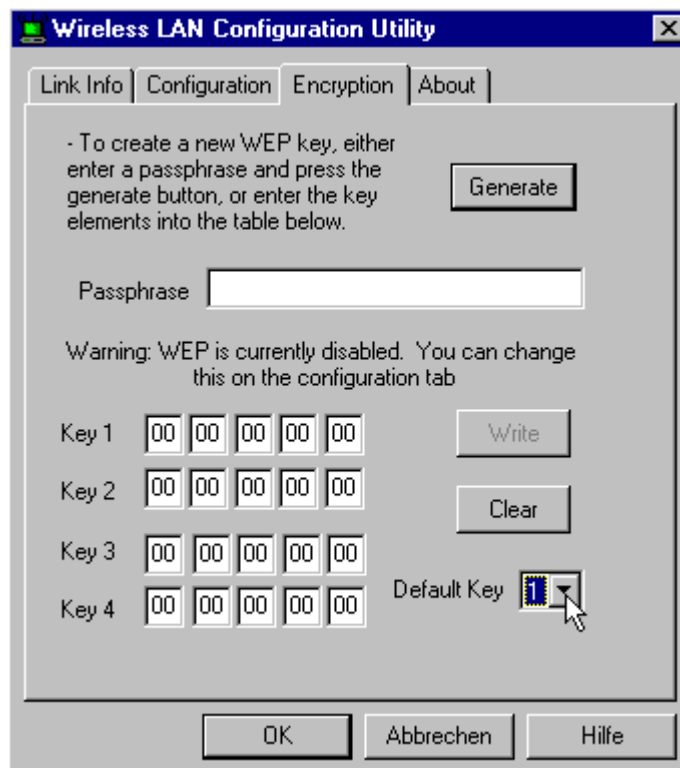 Wireless LAN Configuration Utility
Link Info Configuration Encryption About
- To create a new WEP key, either
enter a passphrase and press the
generate button, or enter the key
elements into the table below.
Generate
Passphrase
Warning: WEP is currently disabled.  You can change
this on the configuration tab
Key 1 00 00 00 00 00
Write
Key 2 00 00 00 00 00
Clear
Key 3 00 00 00 00 00
Default Key 1
Key 4 00 00 00 00 00
OK Abbrechen Hilfe